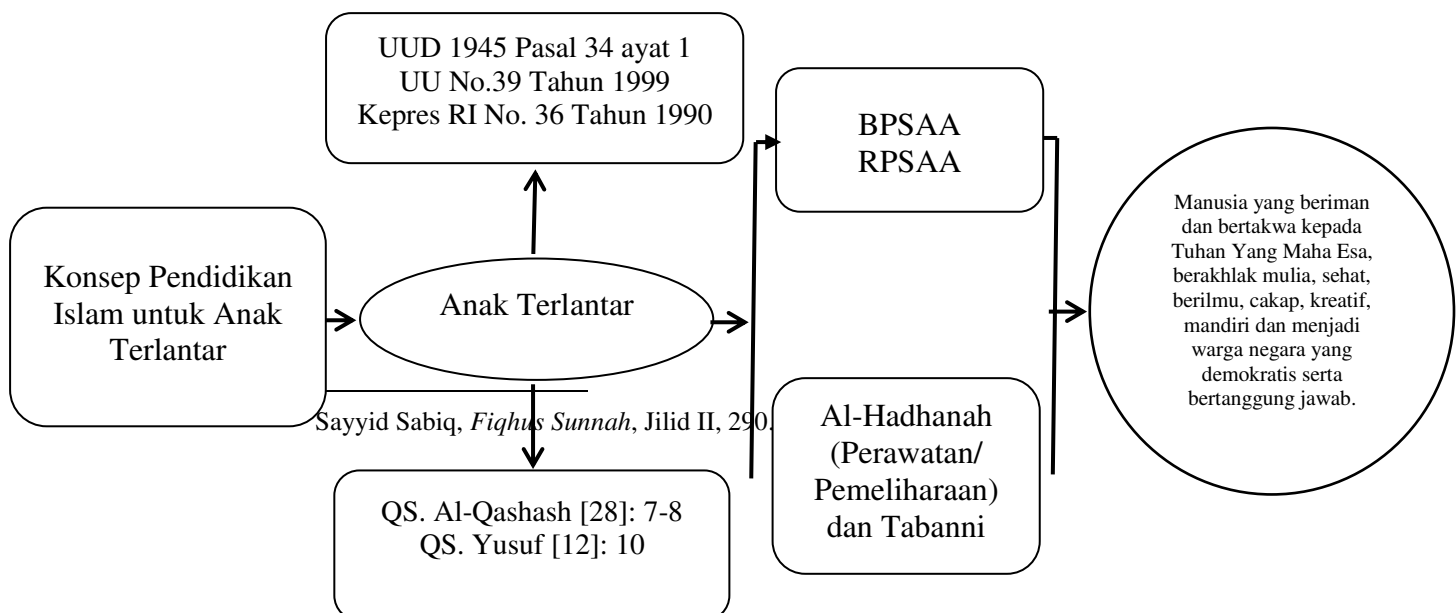 UUD 1945 Pasal 34 ayat 1
UU No.39 Tahun 1999
Kepres RI No. 36 Tahun 1990
Konsep Pendidikan
Islam untuk Anak
Terlantar
Anak Terlantar
Sayyid Sabiq, Fiqhus Sunnah, Jilid II, 290.
QS. Al-Qashash [28]: 7-8
QS. Yusuf [12]: 10
BPSAA
RPSAA
Al-Hadhanah
(Perawatan/
Pemeliharaan)
dan Tabanni
Manusia yang beriman
dan bertakwa kepada
Tuhan Yang Maha Esa,
berakhlak mulia, sehat,
berilmu, cakap, kreatif,
mandiri dan menjadi
warga negara yang
demokratis serta
bertanggung jawab.